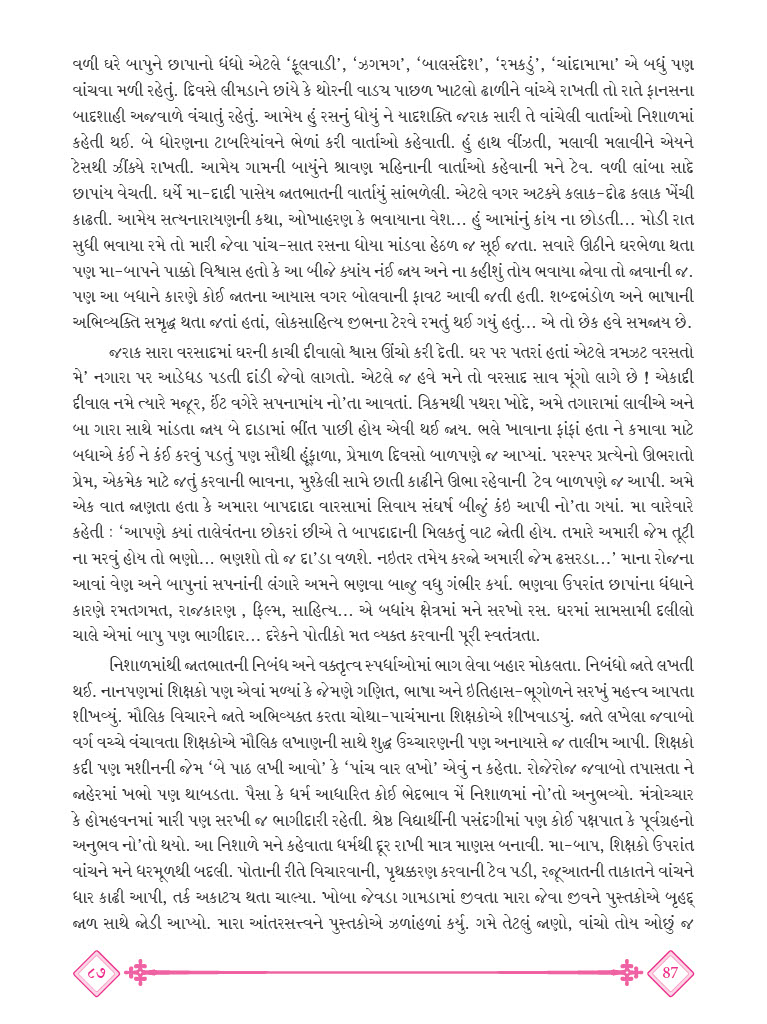 વળી ઘરે બાપુને છાપાનો ધંધો એટલે ‘ફૂલવાડી’, ‘ઝગમગ’, ‘બાલસંદેશ’, ‘રમકડું’, ‘ચાંદામામા’ એ બધું પણ
વાંચવા મળી રહેતું. દિવસે લીમડાને છાંયે કે થોરની વાડ્ય પાછળ ખાટલો ઢાળીને વાંચ્યે રાખતી તો રાતે ફાનસના
બાદશાહી અજવાળે વંચાતું રહેતું. આમેય હું રસનું ધોયું ને યાદશક્તિ જરાક સારી તે વાંચેલી વાર્તાઓ નિશાળમાં
કહેતી થઈ. બે ધોરણના ટાબરિયાંવને ભેળાં કરી વાર્તાઓ કહેવાતી. હું હાથ વીંઝતી, મલાવી મલાવીને એયને
ટેસથી ઝીંક્યે રાખતી. આમેય ગામની બાયુંને શ્રાવણ મહિનાની વાર્તાઓ કહેવાની મને ટેવ. વળી લાંબા સાદે
છાપાંય વેચતી. ઘર્યે મા-દાદી પાસેય જાતભાતની વાર્તાયું સાંભળેલી. એટલે વગર અટક્યે કલાક-દોઢ કલાક ખેંચી
કાઢતી. આમેય સત્યનારાયણની કથા, ઓખાહરણ કે ભવાયાના વેશ... હું આમાંનું કાંય ના છોડતી... મોડી રાત
સુધી ભવાયા રમે તો મારી જેવા પાંચ-સાત રસના ધોયા માંડવા હેઠળ જ સૂઈ જતા. સવારે ઊઠીને ઘરભેળા થતા
પણ મા-બાપને પાક્કો વિશ્વાસ હતો કે આ બીજે ક્યાંય નંઈ જાય અને ના કહીશું તોય ભવાયા જોવા તો જાવાની જ.
પણ આ બધાને કારણે કોઈ જાતના આયાસ વગર બોલવાની ફાવટ આવી જતી હતી. શબ્દભંડોળ અને ભાષાની
અભિવ્યક્તિ સમૃદ્ધ થતા જતાં હતાં, લોકસાહિત્ય જીભના ટેરવે રમતું થઈ ગયું હતું... એ તો છેક હવે સમજાય છે.
જરાક સારા વરસાદમાં ઘરની કાચી દીવાલો શ્વાસ ઊંચો કરી દેતી. ઘર પર પતરાં હતાં એટલે ત્રમઝટ વરસતો
મે’ નગારા પર આડેધડ પડતી દાંડી જેવો લાગતો. એટલે જ હવે મને તો વરસાદ સાવ મૂંગો લાગે છે ! એકાદી
દીવાલ નમે ત્યારે મજૂર, ઈંટ વગેરે સપનામાંય નો’તા આવતાં. ત્રિકમથી પથરા ખોદે, અમે તગારામાં લાવીએ અને
બા ગારા સાથે માંડતા જાય બે દાડામાં ભીંત પાછી હોય એવી થઈ જાય. ભલે ખાવાના ફાંફાં હતા ને કમાવા માટે
બધાએ કંઈ ને કંઈ કરવું પડતું પણ સૌથી હૂંફાળા, પ્રેમાળ દિવસો બાળપણે જ આપ્યાં. પરસ્પર પ્રત્યેનો ઊભરાતો
પ્રેમ, એકમેક માટે જતું કરવાની ભાવના, મુશ્કેલી સામે છાતી કાઢીને ઊભા રહેવાની ટેવ બાળપણે જ આપી. અમે
એક વાત જાણતા હતા કે અમારા બાપદાદા વારસામાં સિવાય સંઘર્ષ બીજું કંઇ આપી નો’તા ગયાં. મા વારેવારે
કહેતી : ‘આપણે ક્યાં તાલેવંતના છોકરાં છીએ તે બાપદાદાની મિલકતું વાટ જોતી હોય. તમારે અમારી જેમ તૂટી
ના મરવું હોય તો ભણો... ભણશો તો જ દા’ડા વળશે. નઇતર તમેય કરજો અમારી જેમ ઢસરડા...’ માના રોજના
આવાં વેણ અને બાપુનાં સપનાંની લંગારે અમને ભણવા બાજુ વધુ ગંભીર કર્યા. ભણવા ઉપરાંત છાપાંના ધંધાને
કારણે રમતગમત, રાજકારણ , ફિલ્મ, સાહિત્ય... એ બધાંય ક્ષેત્રમાં મને સરખો રસ. ઘરમાં સામસામી દલીલો
ચાલે એમાં બાપુ પણ ભાગીદાર... દરેકને પોતીકો મત વ્યક્ત કરવાની પૂરી સ્વતંત્રતા.
નિશાળમાંથી જાતભાતની નિબંધ અને વક્તૃત્વ સ્પર્ધાઓમાં ભાગ લેવા બહાર મોકલતા. નિબંધો જાતે લખતી
થઈ. નાનપણમાં શિક્ષકો પણ એવાં મળ્યાં કે જેમણે ગણિત, ભાષા અને ઇતિહાસ-ભૂગોળને સરખું મહત્ત્વ આપતા
શીખવ્યું. મૌલિક વિચારને જાતે અભિવ્યક્ત કરતા ચોથા-પાચંમાના શિક્ષકોએ શીખવાડ્યું. જાતે લખેલા જવાબો
વર્ગ વચ્ચે વંચાવતા શિક્ષકોએ મૌલિક લખાણની સાથે શુદ્ધ ઉચ્ચારણની પણ અનાયાસે જ તાલીમ આપી. શિક્ષકો
કદી પણ મશીનની જેમ ‘બે પાઠ લખી આવો’ કે ‘પાંચ વાર લખો’ એવું ન કહેતા. રોજેરોજ જવાબો તપાસતા ને
જાહેરમાં ખભો પણ થાબડતા. પૈસા કે ધર્મ આધારિત કોઈ ભેદભાવ મેં નિશાળમાં નો’તો અનુભવ્યો. મંત્રોચ્ચાર
કે હોમહવનમાં મારી પણ સરખી જ ભાગીદારી રહેતી. શ્રેષ્ઠ વિદ્યાર્થીની પસંદગીમાં પણ કોઈ પક્ષપાત કે પૂર્વગ્રહનો
અનુભવ નો’તો થયો. આ નિશાળે મને કહેવાતા ધર્મથી દૂર રાખી માત્ર માણસ બનાવી. મા-બાપ, શિક્ષકો ઉપરાંત
વાંચને મને ધરમૂળથી બદલી. પોતાની રીતે વિચારવાની, પૃથક્કરણ કરવાની ટેવ પડી, રજૂઆતની તાકાતને વાંચને
ધાર કાઢી આપી, તર્ક અકાટ્ય થતા ચાલ્યા. ખોબા જેવડા ગામડામાં જીવતા મારા જેવા જીવને પુસ્તકોએ બૃહદ્
જાળ સાથે જોડી આપ્યો. મારા આંતરસત્ત્વને પુસ્તકોએ ઝળાંહળાં કર્યુ. ગમે તેટલું જાણો, વાંચો તોય ઓછું જ
૮૭ 87